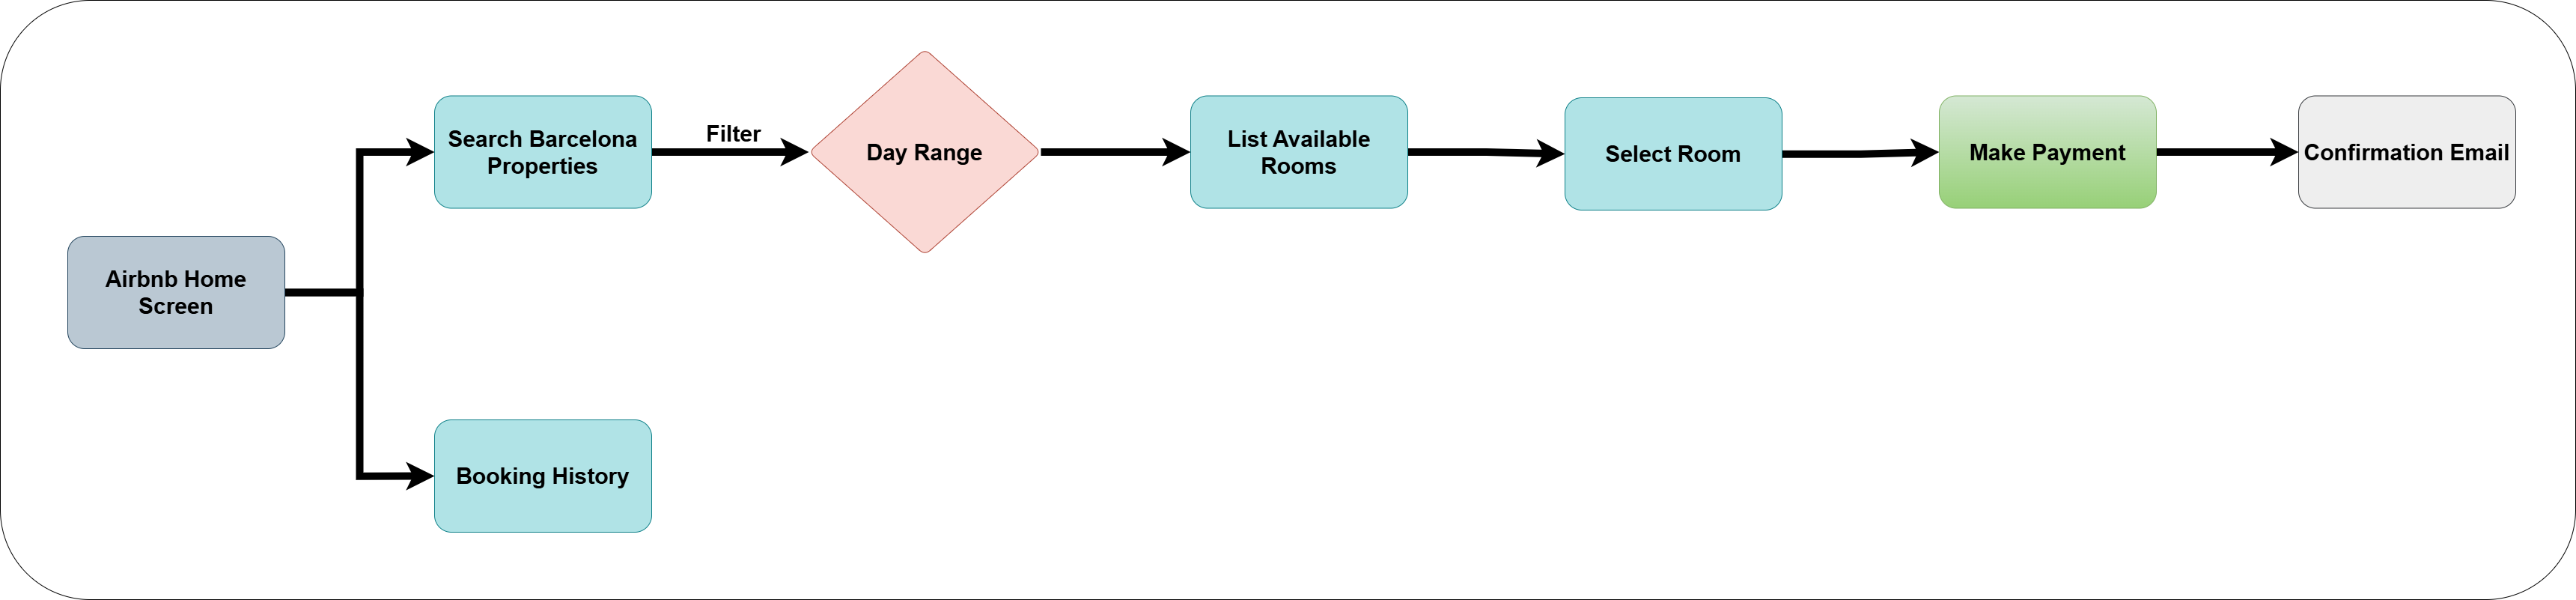 Airbnb Home
Screen
Search Barcelona
Properties
Filter
Day Range
List Available
Rooms
Select Room
Make Payment
Confirmation Email
Booking History